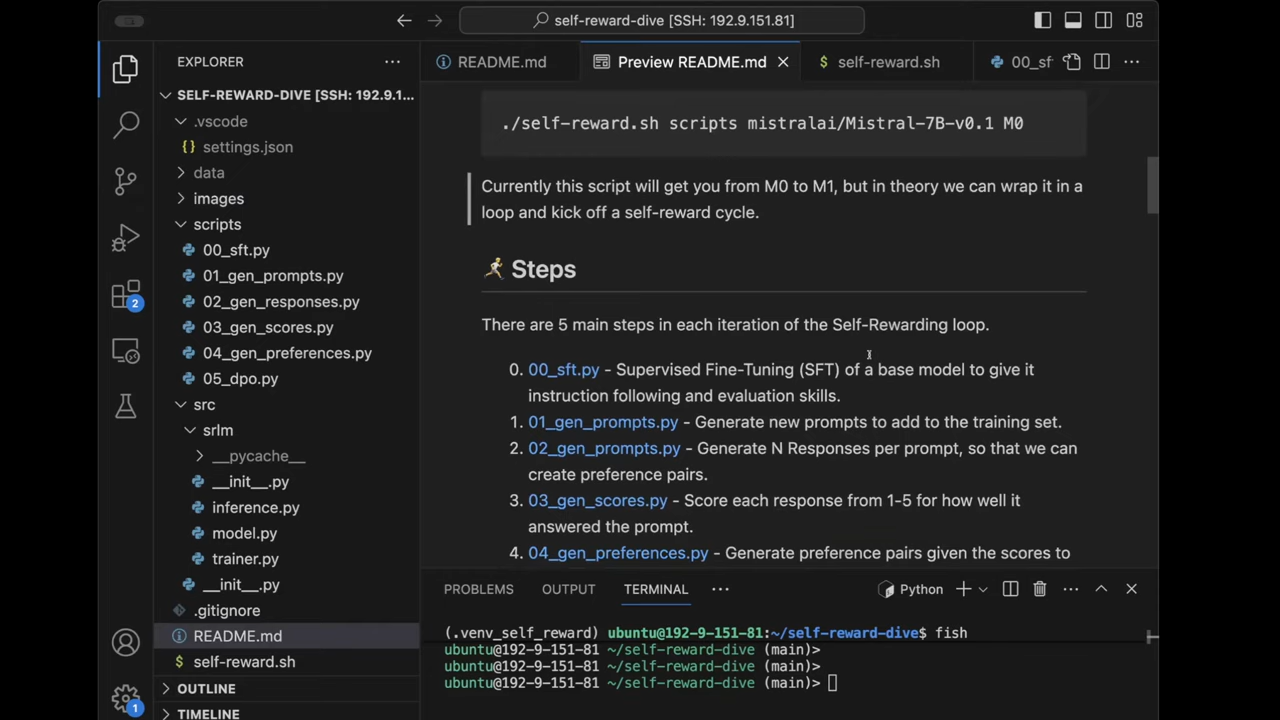 self-reward-dive [SSH: 192.9.151.81]
EXPLORER
SELF-REWARD-DIVE [SSH: 192.9.1...
.vscode
{} settings.json
data
images
scripts
00_sft.py
01_gen_prompts.py
02_gen_responses.py
03_gen_scores.py
04_gen_preferences.py
05_dpo.py
src
srlm
__pycache__
__init__.py
inference.py
model.py
trainer.py
__init__.py
.gitignore
README.md
$ self-reward.sh
OUTLINE
TIMELINE
2
1
README.md
Preview README.md
$ self-reward.sh
00_sf
./self-reward.sh scripts mistralai/Mistral-7B-v0.1 M0
Currently this script will get you from M0 to M1, but in theory we can wrap it in a
loop and kick off a self-reward cycle.
Steps
There are 5 main steps in each iteration of the Self-Rewarding loop.
0. 00_sft.py - Supervised Fine-Tuning (SFT) of a base model to give it
instruction following and evaluation skills.
1. 01_gen_prompts.py - Generate new prompts to add to the training set.
2. 02_gen_prompts.py - Generate N Responses per prompt, so that we can
create preference pairs.
3. 03_gen_scores.py - Score each response from 1-5 for how well it
answered the prompt.
4. 04_gen_preferences.py - Generate preference pairs given the scores to
PROBLEMS OUTPUT TERMINAL
Python
(.venv_self_reward) ubuntu@192-9-151-81:~/self-reward-dive$ fish
ubuntu@192-9-151-81 ~/self-reward-dive (main)>
ubuntu@192-9-151-81 ~/self-reward-dive (main)>
ubuntu@192-9-151-81 ~/self-reward-dive (main)>